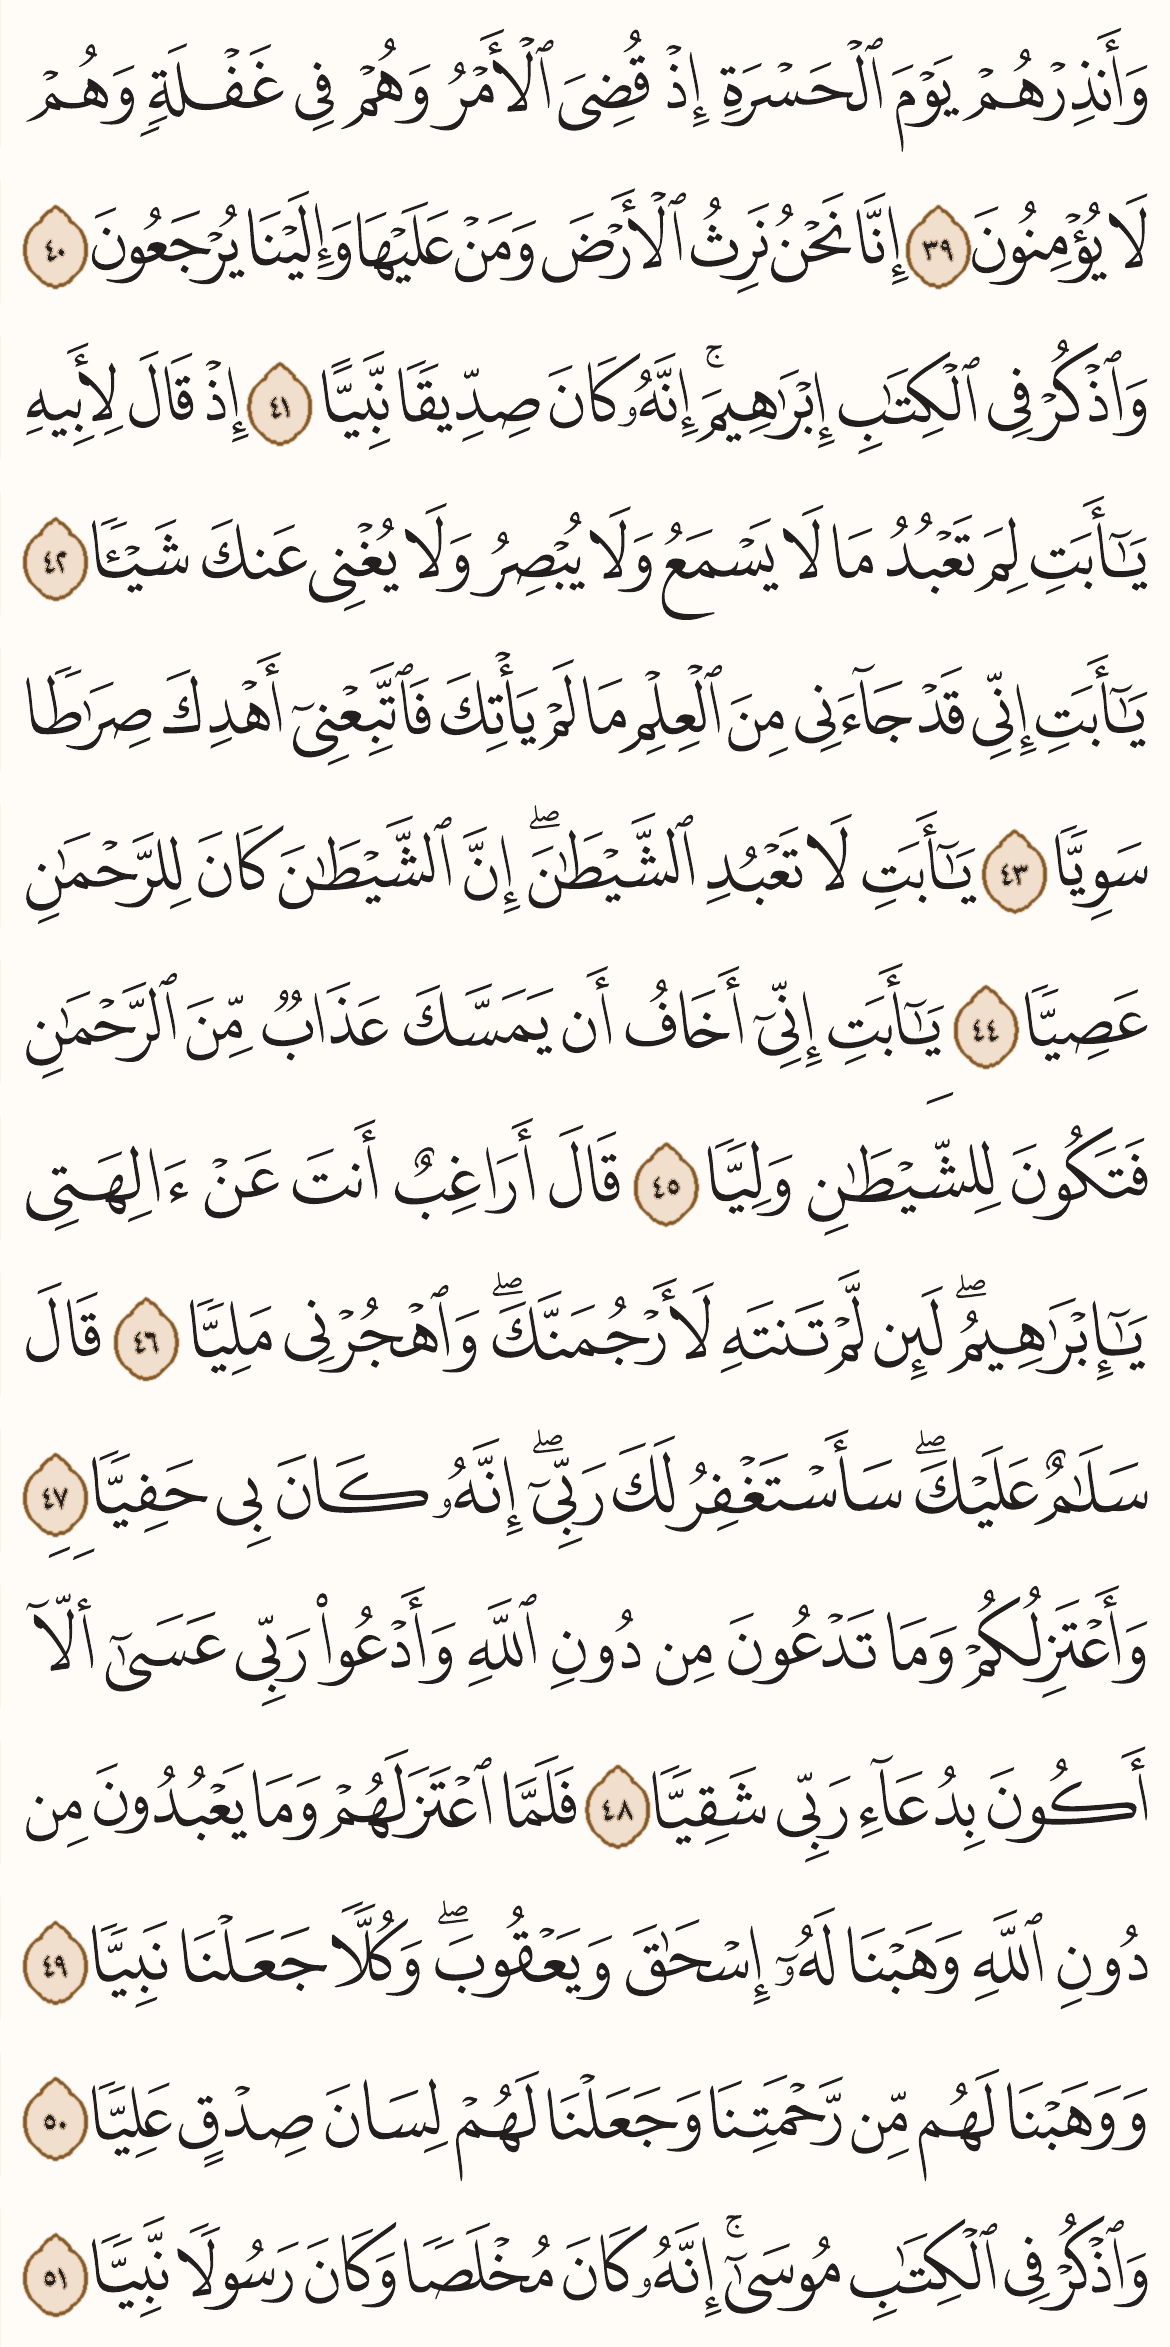 وَأَنذِرْهُمْ يَوْمَ ٱلْحَسْرَةِ إِذْ قُضِىَ ٱلْأَمْرُ وَهُمْ فِى غَفْلَةٍ وَهُمْ
لَا يُؤْمِنُونَ ٣٩ إِنَّا نَحْنُ نَرِثُ ٱلْأَرْضَ وَمَنْ عَلَيْهَا وَإِلَيْنَا يُرْجَعُونَ ٤٠
وَٱذْكُرْ فِى ٱلْكِتَٰبِ إِبْرَٰهِيمَ ۚ إِنَّهُۥ كَانَ صِدِّيقًا نَّبِيًّا ٤١ إِذْ قَالَ لِأَبِيهِ
يَٰٓأَبَتِ لِمَ تَعْبُدُ مَا لَا يَسْمَعُ وَلَا يُبْصِرُ وَلَا يُغْنِى عَنكَ شَيْـًٔا ٤٢
يَٰٓأَبَتِ إِنِّى قَدْ جَآءَنِى مِنَ ٱلْعِلْمِ مَا لَمْ يَأْتِكَ فَٱتَّبِعْنِىٓ أَهْدِكَ صِرَٰطًا
سَوِيًّا ٤٣ يَٰٓأَبَتِ لَا تَعْبُدِ ٱلشَّيْطَٰنَ ۖ إِنَّ ٱلشَّيْطَٰنَ كَانَ لِلرَّحْمَٰنِ
عَصِيًّا ٤٤ يَٰٓأَبَتِ إِنِّىٓ أَخَافُ أَن يَمَسَّكَ عَذَابٌ مِّنَ ٱلرَّحْمَٰنِ
فَتَكُونَ لِلشَّيْطَٰنِ وَلِيًّا ٤٥ قَالَ أَرَاغِبٌ أَنتَ عَنْ ءَالِهَتِى
يَٰٓإِبْرَٰهِيمُ ۖ لَئِن لَّمْ تَنتَهِ لَأَرْجُمَنَّكَ ۖ وَٱهْجُرْنِى مَلِيًّا ٤٦ قَالَ
سَلَٰمٌ عَلَيْكَ ۖ سَأَسْتَغْفِرُ لَكَ رَبِّىٓ ۖ إِنَّهُۥ كَانَ بِى حَفِيًّا ٤٧
وَأَعْتَزِلُكُمْ وَمَا تَدْعُونَ مِن دُونِ ٱللَّهِ وَأَدْعُوا۟ رَبِّى عَسَىٰٓ أَلَّآ
أَكُونَ بِدُعَآءِ رَبِّى شَقِيًّا ٤٨ فَلَمَّا ٱعْتَزَلَهُمْ وَمَا يَعْبُدُونَ مِن
دُونِ ٱللَّهِ وَهَبْنَا لَهُۥٓ إِسْحَٰقَ وَيَعْقُوبَ ۖ وَكُلًّا جَعَلْنَا نَبِيًّا ٤٩
وَوَهَبْنَا لَهُم مِّن رَّحْمَتِنَا وَجَعَلْنَا لَهُمْ لِسَانَ صِدْقٍ عَلِيًّا ٥٠
وَٱذْكُرْ فِى ٱلْكِتَٰبِ مُوسَىٰٓ ۚ إِنَّهُۥ كَانَ مُخْلَصًا وَكَانَ رَسُولًا نَّبِيًّا ٥١